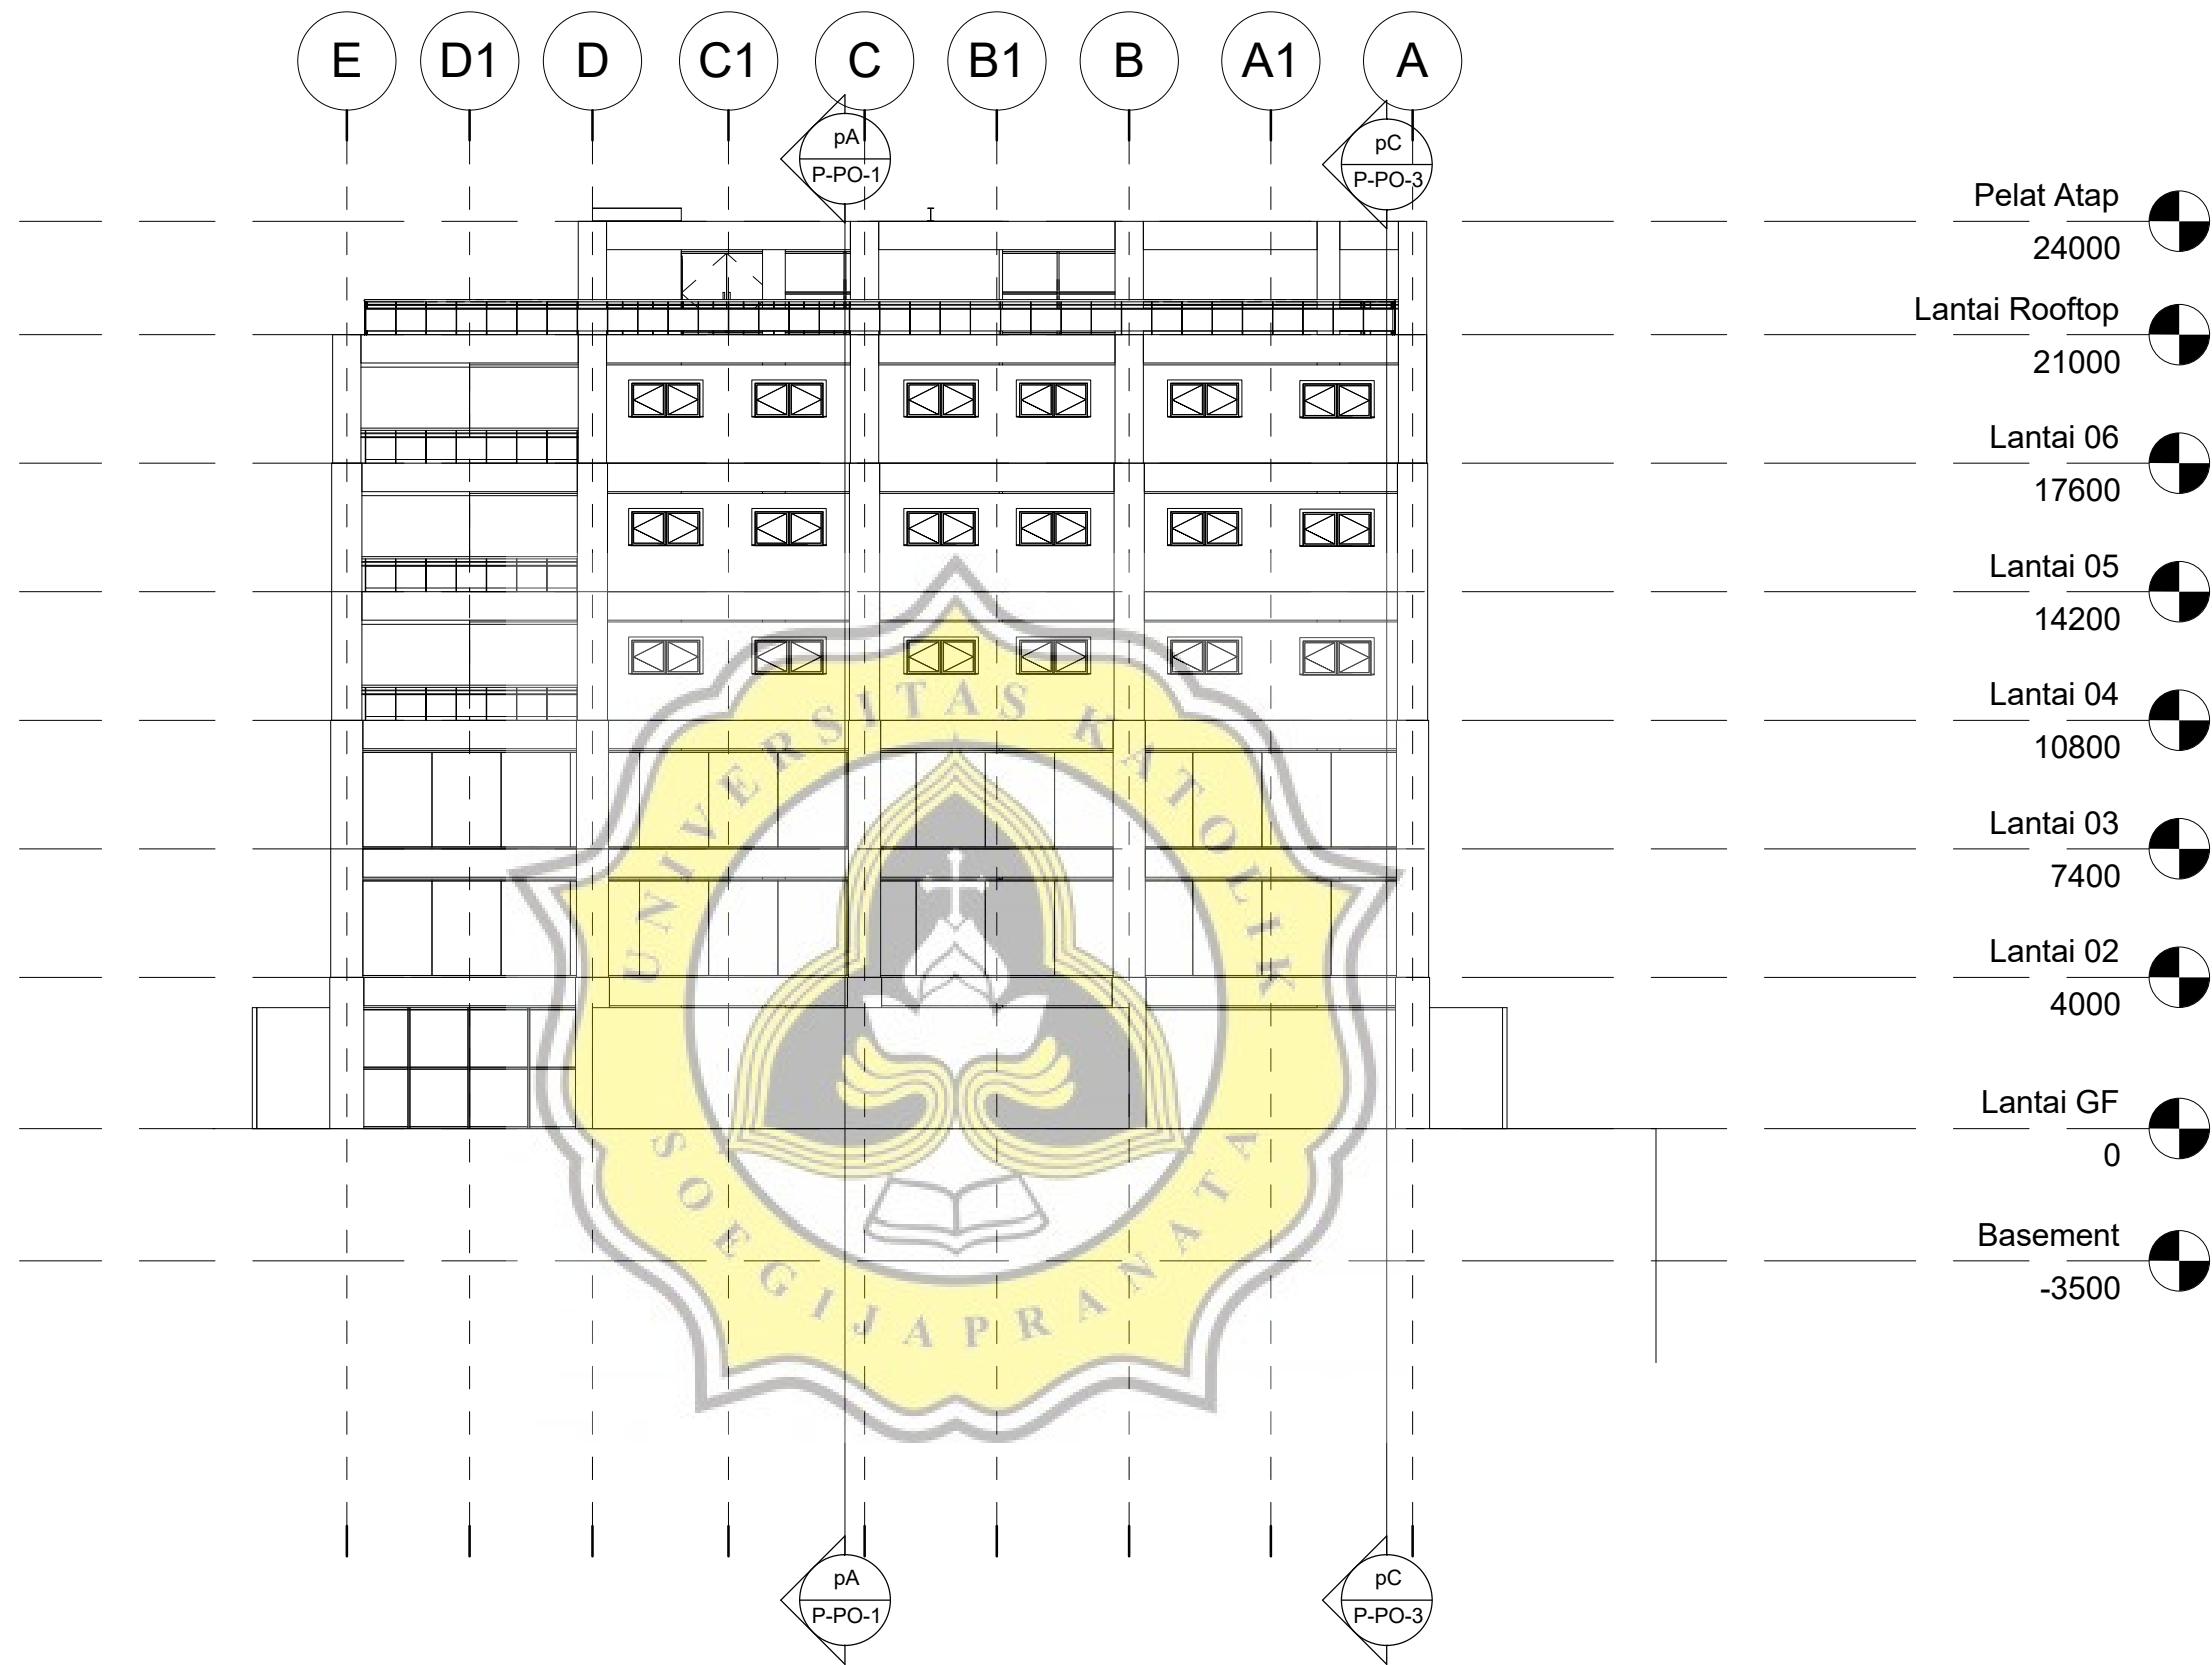 E D1 D C1 C B1 B A1 A
pA
P-PO-1
pC
P-PO-3
Pelat Atap
24000
Lantai Rooftop
21000
Lantai 06
17600
Lantai 05
14200
Lantai 04
10800
Lantai 03
7400
Lantai 02
4000
Lantai GF
0
Basement
-3500
UNIVERSITAS KATOLIK
SOEGIJAPRANATA
pA
P-PO-1
pC
P-PO-3